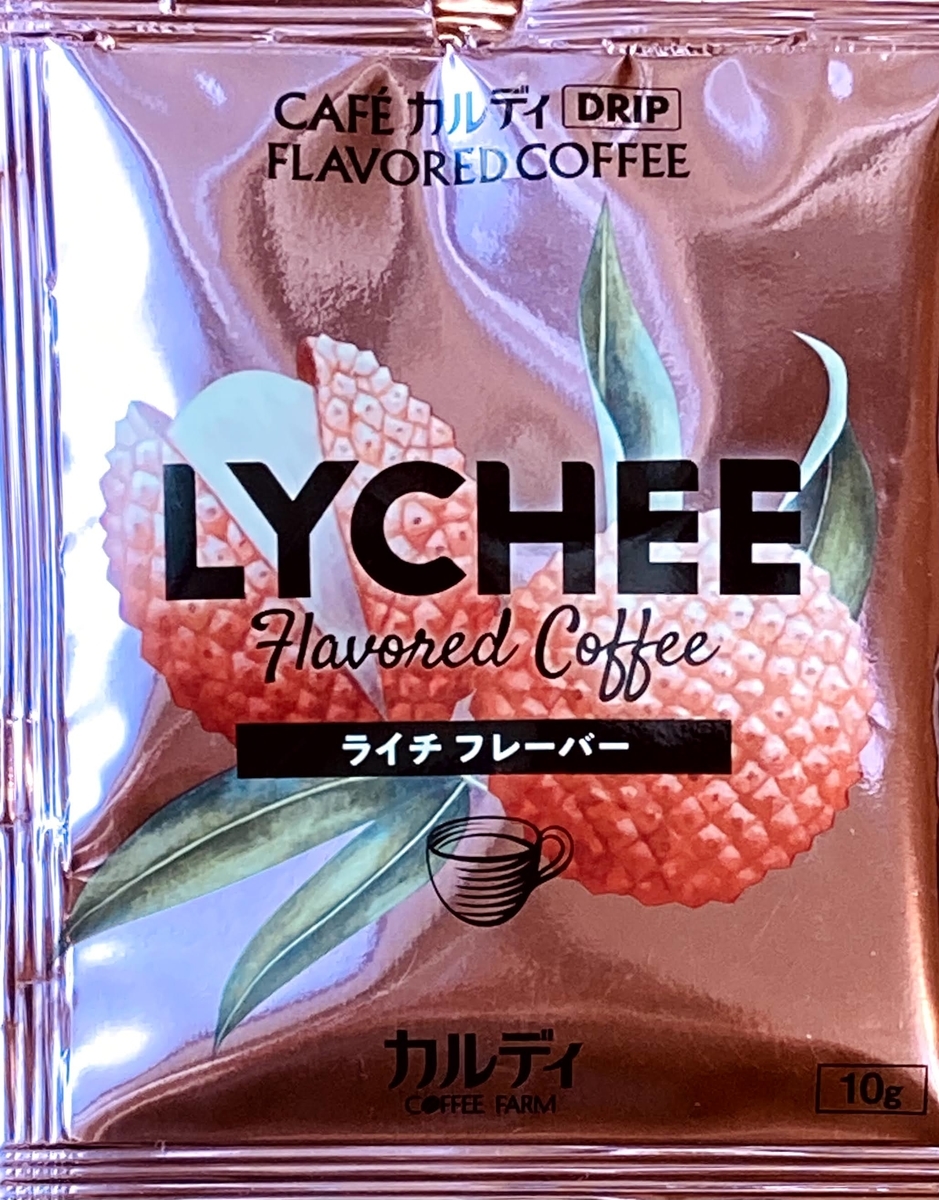 CAFÉ カルディ DRIP
FLAVORED COFFEE
LYCHEE
Flavored Coffee
ライチ フレーバー
カルディ
COFFEE FARM
10g